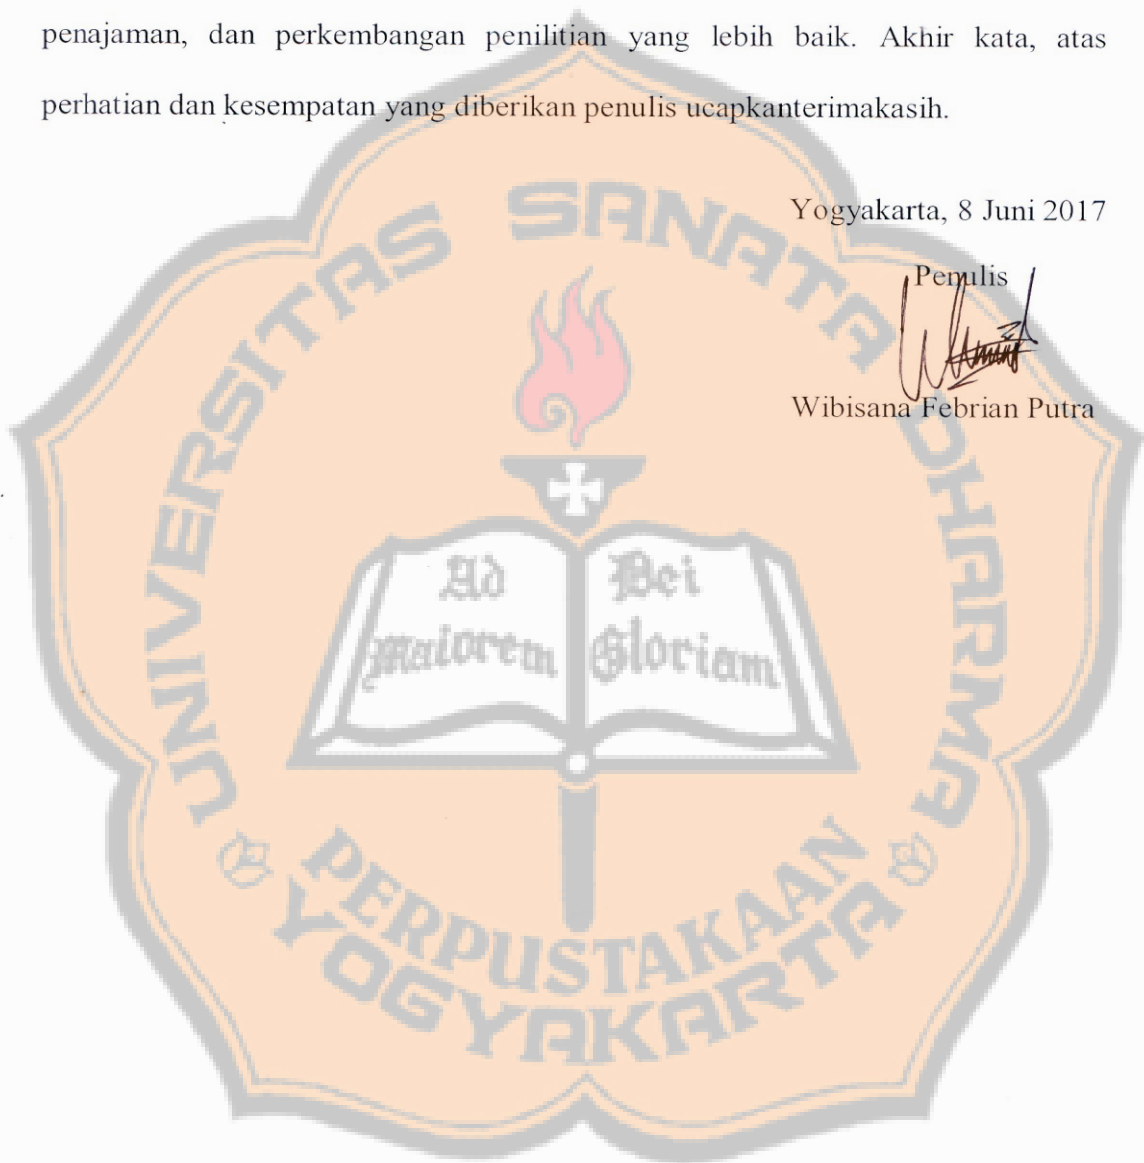 penajaman, dan perkembangan penilitian yang lebih baik. Akhir kata, atas
perhatian dan kesempatan yang diberikan penulis ucapkanterimakasih.
Yogyakarta, 8 Juni 2017
Penulis
Wibisana Febrian Putra
UNIVERSITAS SANATA DHARMA
Ad Dei
maiorem Gloriam
PERPUSTAKAAN
YOGYAKARTA